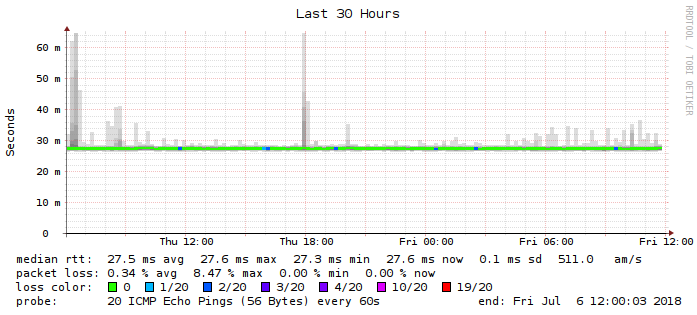 Last 30 Hours
RRDTOOL / TOBI OETIKER
Seconds
60 m
50 m
40 m
30 m
20 m
10 m
0
Thu 12:00 Thu 18:00 Fri 00:00 Fri 06:00 Fri 12:00
median rtt: 27.5 ms avg 27.6 ms max 27.3 ms min 27.6 ms now 0.1 ms sd 511.0 am/s
packet loss: 0.34 % avg 8.47 % max 0.00 % min 0.00 % now
loss color: 0 1/20 2/20 3/20 4/20 10/20 19/20
probe: 20 ICMP Echo Pings (56 Bytes) every 60s end: Fri Jul 6 12:00:03 2018